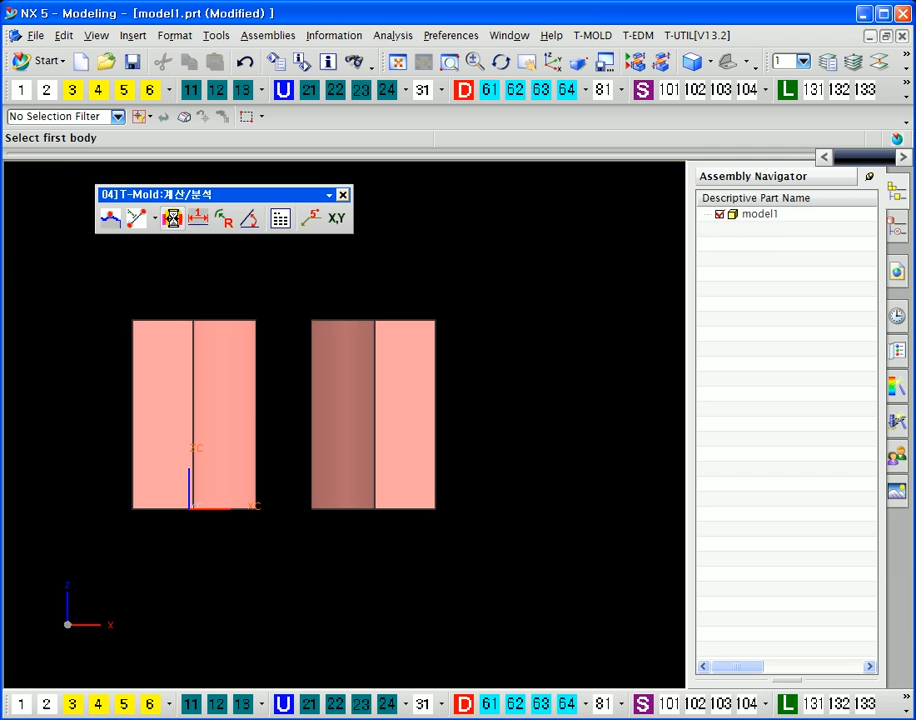 NX 5 - Modeling - [model1.prt (Modified) ]
File Edit View Insert Format Tools Assemblies Information Analysis Preferences Window Help T-MOLD T-EDM T-UTIL[V13.2]
Start 1
1 2 3 4 5 6 11 12 13 U 21 22 23 24 31 D 61 62 63 64 81 S 101 102 103 104 L 131 132 133
No Selection Filter
Select first body
Assembly Navigator
Descriptive Part Name
model1
04]T-Mold:계산/분석
1 R 5° X,Y
ZC
XC
Z
X
1 2 3 4 5 6 11 12 13 U 21 22 23 24 31 D 61 62 63 64 81 S 101 102 103 104 L 131 132 133